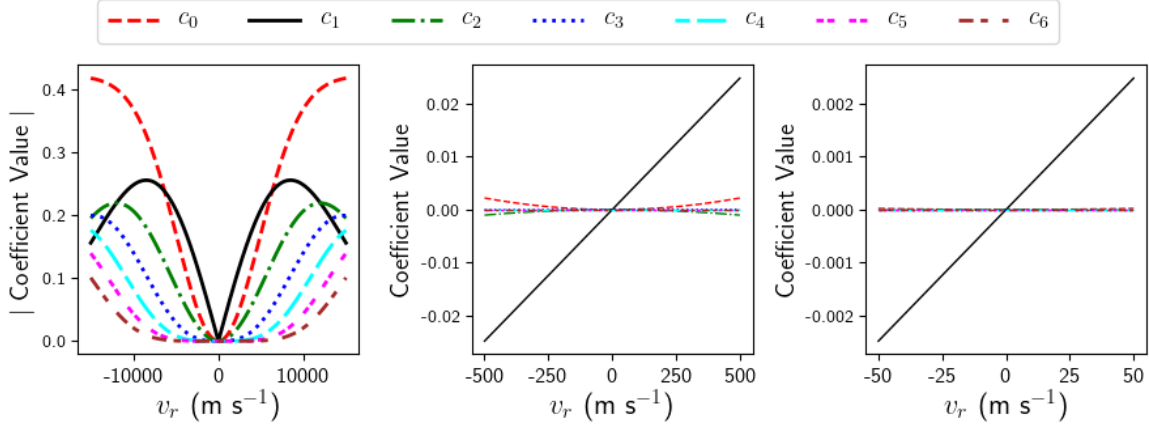 c₀ c₁ c₂ c₃ c₄ c₅ c₆
| Coefficient Value |
0.4
0.3
0.2
0.1
0.0
-10000 0 10000
v_r (m s⁻¹)
Coefficient Value
0.02
0.01
0.00
-0.01
-0.02
-500 -250 0 250 500
v_r (m s⁻¹)
Coefficient Value
0.002
0.001
0.000
-0.001
-0.002
-50 -25 0 25 50
v_r (m s⁻¹)